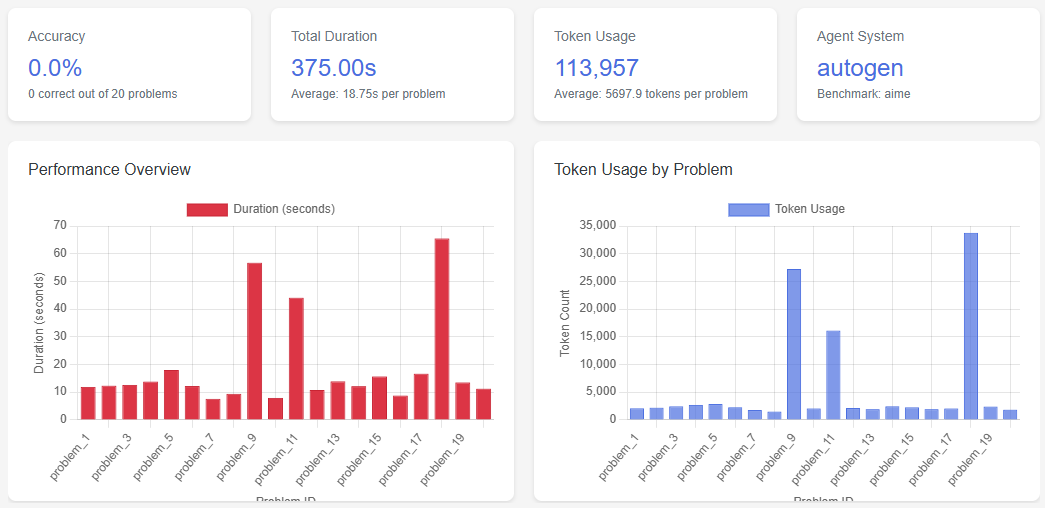 Accuracy
0.0%
0 correct out of 20 problems
Total Duration
375.00s
Average: 18.75s per problem
Token Usage
113,957
Average: 5697.9 tokens per problem
Agent System
autogen
Benchmark: aime
Performance Overview
Duration (seconds)
70
60
50
40
30
20
10
0
Duration (seconds)
problem_1
problem_3
problem_5
problem_7
problem_9
problem_11
problem_13
problem_15
problem_17
problem_19
Problem ID
Token Usage by Problem
Token Usage
35,000
30,000
25,000
20,000
15,000
10,000
5,000
0
Token Count
problem_1
problem_3
problem_5
problem_7
problem_9
problem_11
problem_13
problem_15
problem_17
problem_19
Problem ID